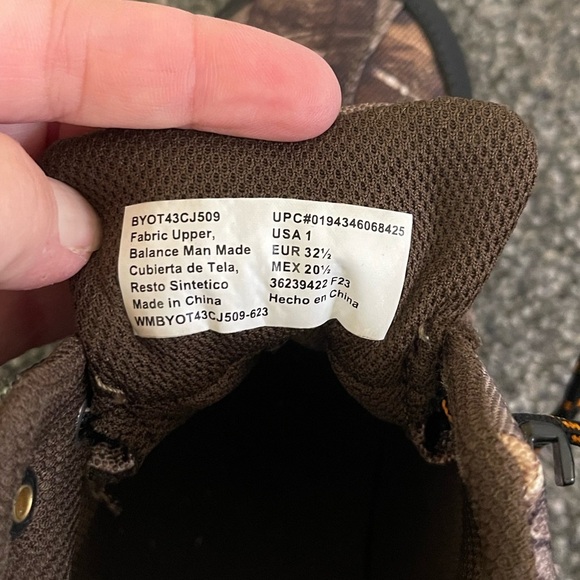 BYOT43CJ509
Fabric Upper,
Balance Man Made
Cubierta de Tela,
Resto Sintetico
Made in China
WMBYOT43CJ509-623
UPC#0194346068425
USA 1
EUR 32½
MEX 20½
36239422 F23
Hecho en China